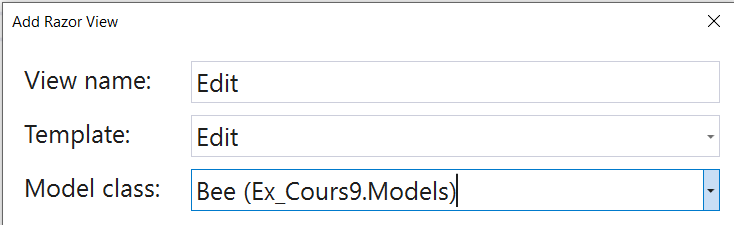 Add Razor View
View name: Edit
Template: Edit
Model class: Bee (Ex_Cours9.Models)